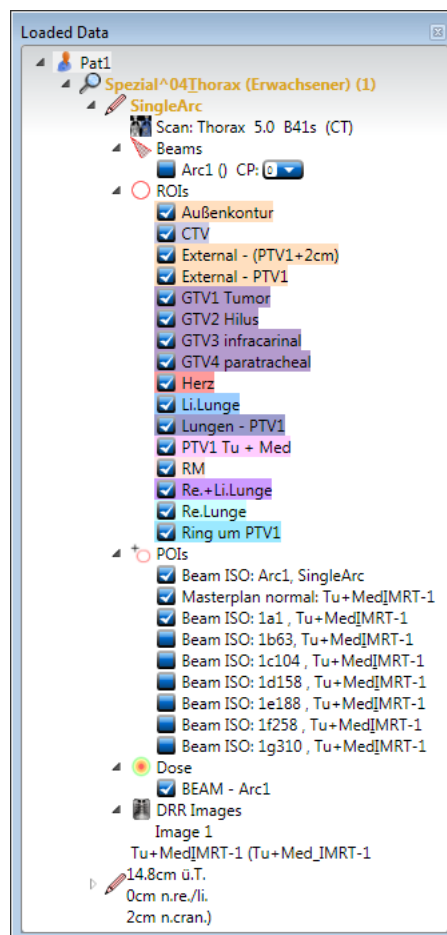 Loaded Data
Pat1
Spezial^04Thorax (Erwachsener) (1)
SingleArc
Scan: Thorax 5.0 B41s (CT)
Beams
Arc1 () CP: 0
ROIs
Außenkontur
CTV
External - (PTV1+2cm)
External - PTV1
GTV1 Tumor
GTV2 Hilus
GTV3 infracarinal
GTV4 paratracheal
Herz
Li.Lunge
Lungen - PTV1
PTV1 Tu + Med
RM
Re.+Li.Lunge
Re.Lunge
Ring um PTV1
POIs
Beam ISO: Arc1, SingleArc
Masterplan normal: Tu+MedIMRT-1
Beam ISO: 1a1 , Tu+MedIMRT-1
Beam ISO: 1b63, Tu+MedIMRT-1
Beam ISO: 1c104 , Tu+MedIMRT-1
Beam ISO: 1d158 , Tu+MedIMRT-1
Beam ISO: 1e188 , Tu+MedIMRT-1
Beam ISO: 1f258 , Tu+MedIMRT-1
Beam ISO: 1g310 , Tu+MedIMRT-1
Dose
BEAM - Arc1
DRR Images
Image 1
Tu+MedIMRT-1 (Tu+Med_IMRT-1
14.8cm ü.T.
0cm n.re./li.
2cm n.cran.)